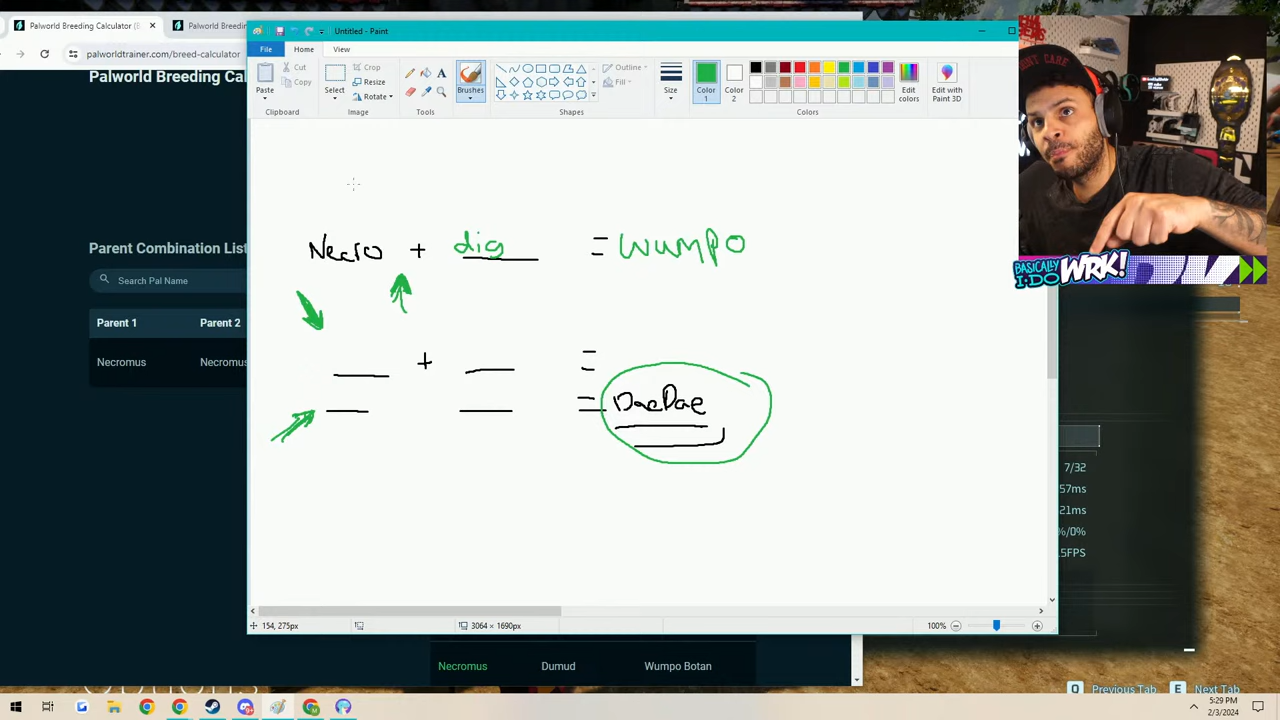 Palworld Breeding Calculator (B
Palworld Breeding
Untitled - Paint
palworldtrainer.com/breed-calculator
File
Home
View
Palworld Breeding Calculator
Paste
Cut
Copy
Clipboard
Select
Crop
Resize
Rotate
Image
Tools
Brushes
Shapes
Outline
Fill
Size
Color 1
Color 2
Colors
Edit colors
Edit with Paint 3D
Necro + dig = wumpo
Parent Combination List
Search Pal Name
Parent 1
Parent 2
Necromus
Necromus
+ =
= DaeDae
BASICALLY I DO WRK!
7/32
57ms
21ms
%/0%
5FPS
154, 275px
3064 × 1690px
100%
Necromus
Dumud
Wumpo Botan
Q Previous Tab
E Next Tab
5:29 PM
2/3/2024